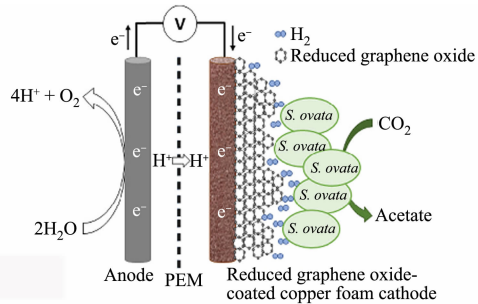 V
e⁻
e⁻
H₂
Reduced graphene oxide
4H⁺ + O₂
e⁻
e⁻
S. ovata
CO₂
S. ovata
e⁻
H⁺
H⁺
e⁻
S. ovata
S. ovata
Acetate
2H₂O
e⁻
e⁻
S. ovata
Anode
PEM
Reduced graphene oxide-
coated copper foam cathode